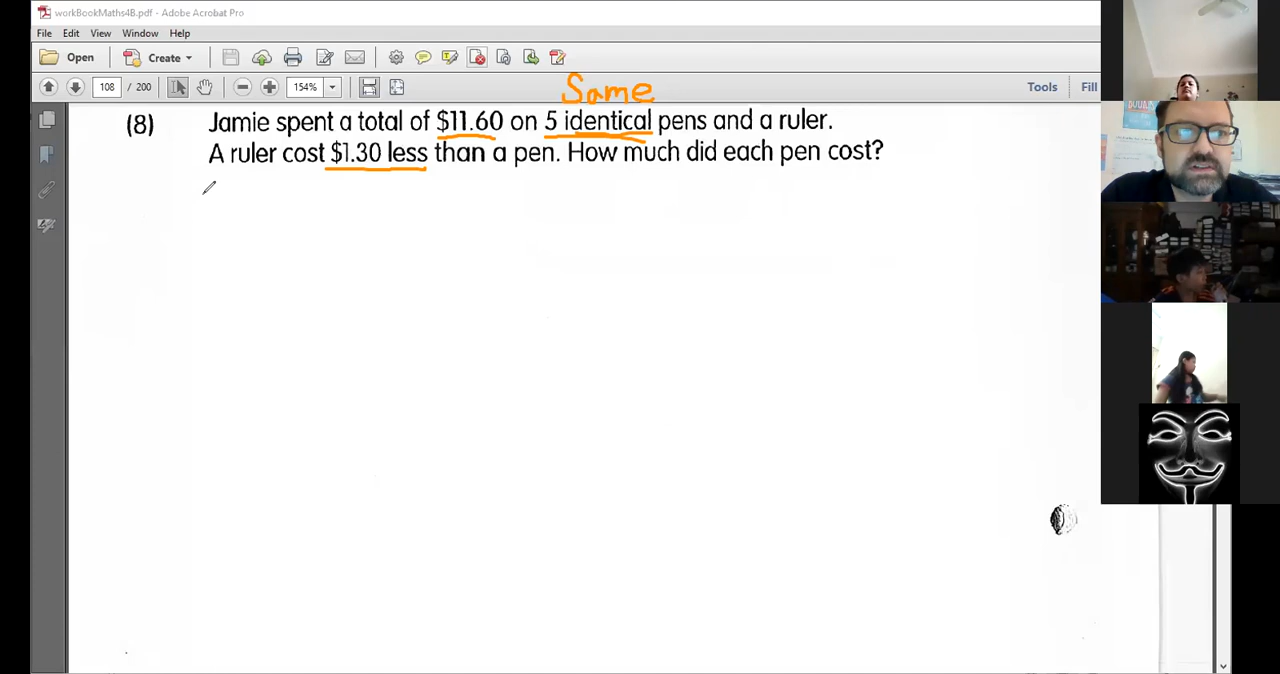 workBookMaths4B.pdf - Adobe Acrobat Pro
File Edit View Window Help
Open Create
108 / 200 154% Tools Fill
Same
(8) Jamie spent a total of $11.60 on 5 identical pens and a ruler.
A ruler cost $1.30 less than a pen. How much did each pen cost?